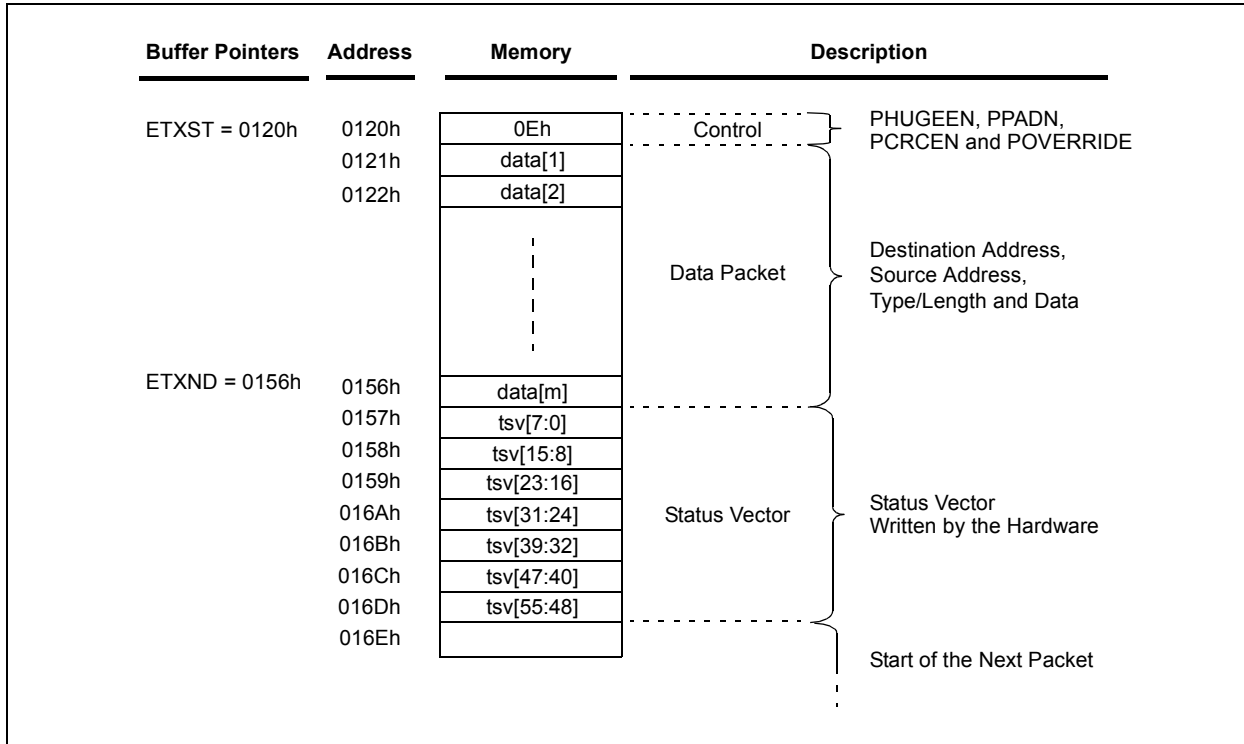 Buffer Pointers Address Memory Description
ETXST = 0120h 0120h 0Eh Control PHUGEEN, PPADN,
PCRCEN and POVERRIDE
0121h data[1]
0122h data[2]
Data Packet Destination Address,
Source Address,
Type/Length and Data
ETXND = 0156h 0156h data[m]
0157h tsv[7:0]
0158h tsv[15:8]
0159h tsv[23:16]
016Ah tsv[31:24] Status Vector Status Vector
Written by the Hardware
016Bh tsv[39:32]
016Ch tsv[47:40]
016Dh tsv[55:48]
016Eh
Start of the Next Packet